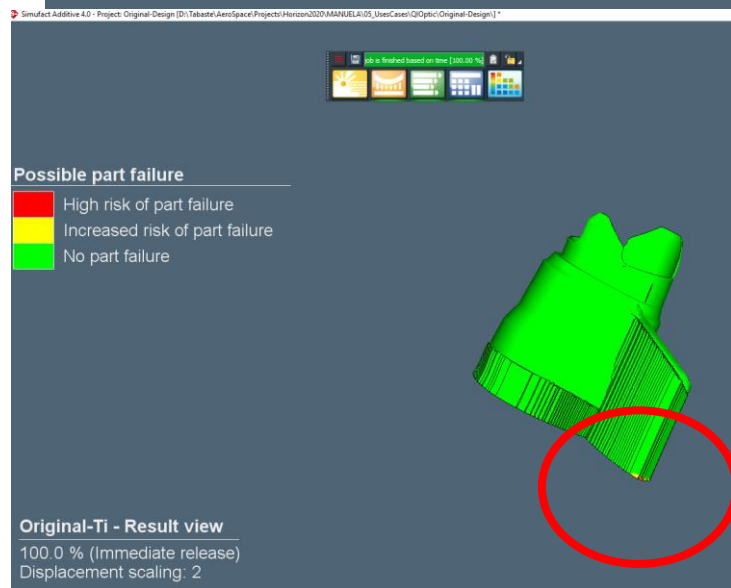 Simufact Additive 4.0 - Project: Original-Design [D:\Tabaste\AeroSpace\Projects\Horizon2020\MANUELA\05_UsesCases\QIOptic\Original-Design\] *
job is finished based on time [100.00 %]
Possible part failure
High risk of part failure
Increased risk of part failure
No part failure
Original-Ti - Result view
100.0 % (Immediate release)
Displacement scaling: 2